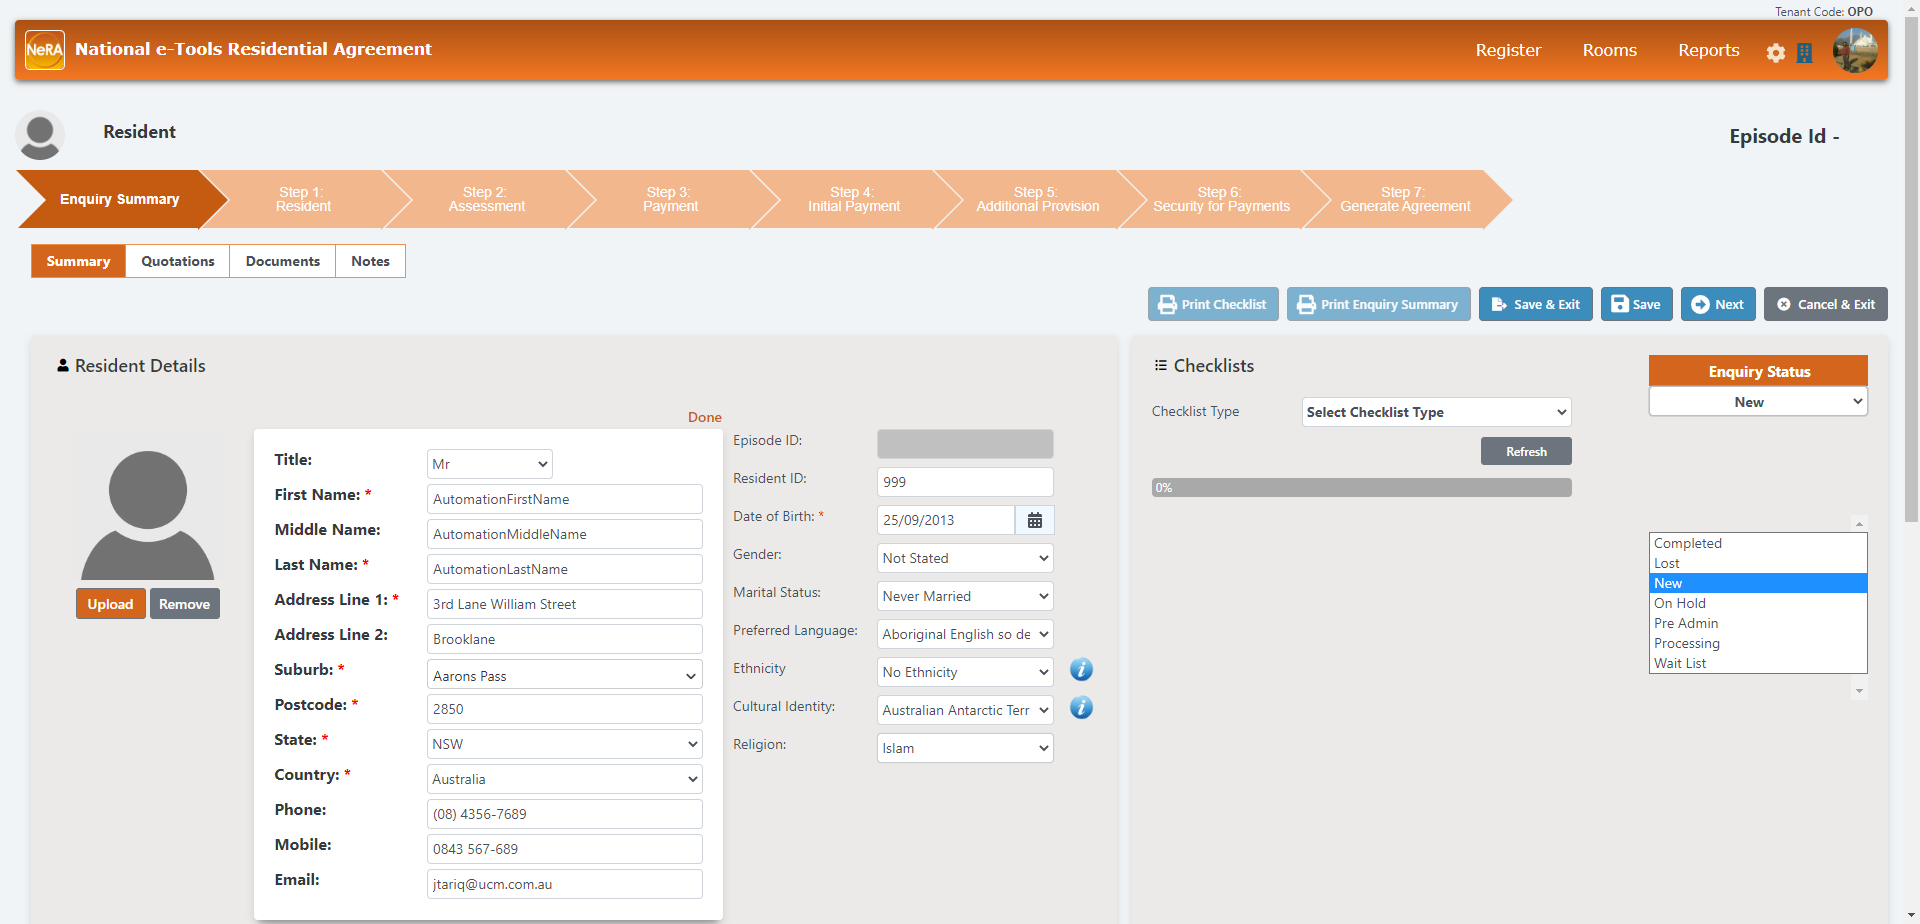 Tenant Code: OPO
NeRA National e-Tools Residential Agreement
Register
Rooms
Reports
Resident
Episode Id -
Enquiry Summary
Step 1:
Resident
Step 2:
Assessment
Step 3:
Payment
Step 4:
Initial Payment
Step 5:
Additional Provision
Step 6:
Security for Payments
Step 7:
Generate Agreement
Summary
Quotations
Documents
Notes
Print Checklist
Print Enquiry Summary
Save & Exit
Save
Next
Cancel & Exit
Resident Details
Done
Upload
Remove
Title:
Mr
First Name: *
AutomationFirstName
Middle Name:
AutomationMiddleName
Last Name: *
AutomationLastName
Address Line 1: *
3rd Lane William Street
Address Line 2:
Brooklane
Suburb: *
Aarons Pass
Postcode: *
2850
State: *
NSW
Country: *
Australia
Phone:
(08) 4356-7689
Mobile:
0843 567-689
Email:
jtariq@ucm.com.au
Episode ID:
Resident ID:
999
Date of Birth: *
25/09/2013
Gender:
Not Stated
Marital Status:
Never Married
Preferred Language:
Aboriginal English so de
Ethnicity
No Ethnicity
i
Cultural Identity:
Australian Antarctic Terr
i
Religion:
Islam
Checklists
Checklist Type
Select Checklist Type
Refresh
0%
Enquiry Status
New
Completed
Lost
New
On Hold
Pre Admin
Processing
Wait List